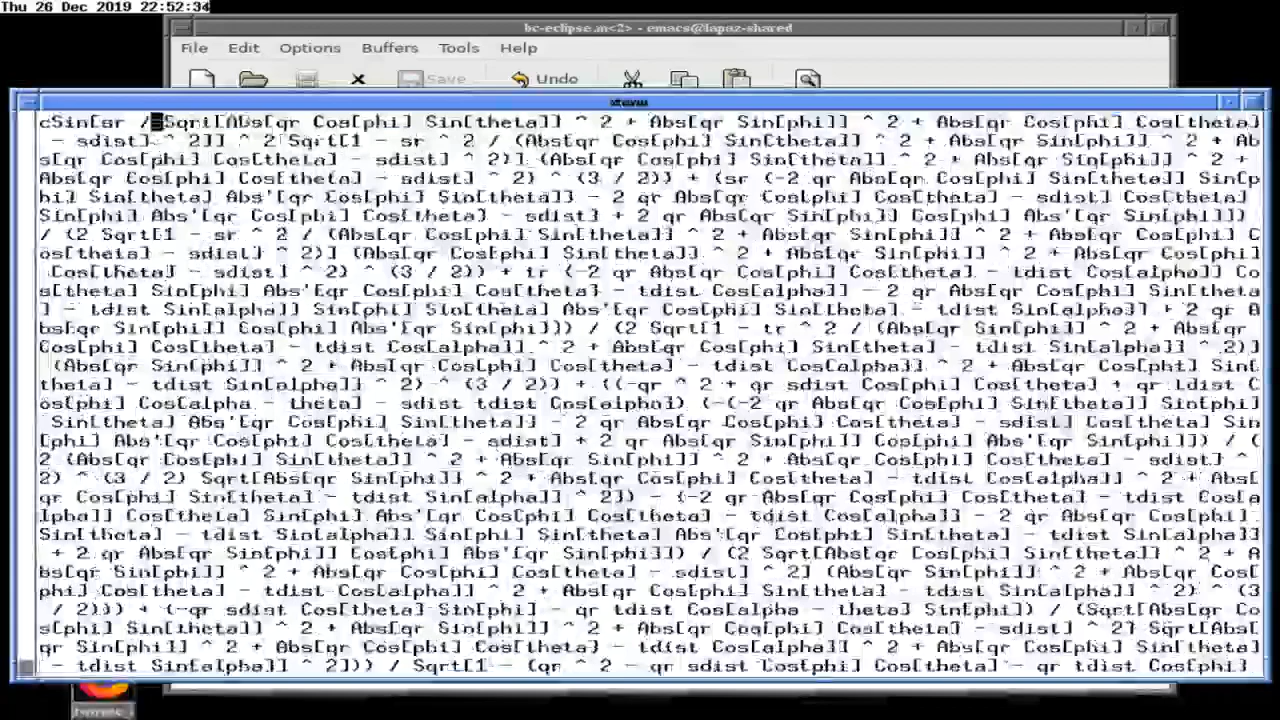 Thu 26 Dec 2019 22:52:34
bc-eclipse.m<2> - emacs@lapaz-shared
File Edit Options Buffers Tools Help
Save Undo
xterm
cSin[sr / Sqrt[Abs[qr Cos[phi] Sin[theta]] ^ 2 + Abs[qr Sin[phi]] ^ 2 + Abs[qr Cos[phi] Cos[theta]
- sdist] ^ 2]] ^ 2 Sqrt[1 - sr ^ 2 / (Abs[qr Cos[phi] Sin[theta]] ^ 2 + Abs[qr Sin[phi]] ^ 2 + Ab
s[qr Cos[phi] Cos[theta] - sdist] ^ 2)] (Abs[qr Cos[phi] Sin[theta]] ^ 2 + Abs[qr Sin[phi]] ^ 2 +
Abs[qr Cos[phi] Cos[theta] - sdist] ^ 2) ^ (3 / 2)) + (sr (-2 qr Abs[qr Cos[phi] Sin[theta]] Sin[p
hi] Sin[theta] Abs'[qr Cos[phi] Sin[theta]] - 2 qr Abs[qr Cos[phi] Cos[theta] - sdist] Cos[theta]
Sin[phi] Abs'[qr Cos[phi] Cos[theta] - sdist] + 2 qr Abs[qr Sin[phi]] Cos[phi] Abs'[qr Sin[phi]])
/ (2 Sqrt[1 - sr ^ 2 / (Abs[qr Cos[phi] Sin[theta]] ^ 2 + Abs[qr Sin[phi]] ^ 2 + Abs[qr Cos[phi] C
os[theta] - sdist] ^ 2)] (Abs[qr Cos[phi] Sin[theta]] ^ 2 + Abs[qr Sin[phi]] ^ 2 + Abs[qr Cos[phi]
Cos[theta] - sdist] ^ 2) ^ (3 / 2)) + tr (-2 qr Abs[qr Cos[phi] Cos[theta] - tdist Cos[alpha]] Co
s[theta] Sin[phi] Abs'[qr Cos[phi] Cos[theta] - tdist Cos[alpha]] - 2 qr Abs[qr Cos[phi] Sin[theta
] - tdist Sin[alpha]] Sin[phi] Sin[theta] Abs'[qr Cos[phi] Sin[theta] - tdist Sin[alpha]] + 2 qr A
bs[qr Sin[phi]] Cos[phi] Abs'[qr Sin[phi]])) / (2 Sqrt[1 - tr ^ 2 / (Abs[qr Sin[phi]] ^ 2 + Abs[qr
Cos[phi] Cos[theta] - tdist Cos[alpha]] ^ 2 + Abs[qr Cos[phi] Sin[theta] - tdist Sin[alpha]] ^ 2)]
(Abs[qr Sin[phi]] ^ 2 + Abs[qr Cos[phi] Cos[theta] - tdist Cos[alpha]] ^ 2 + Abs[qr Cos[phi] Sin[
theta] - tdist Sin[alpha]] ^ 2) ^ (3 / 2)) + ((-qr ^ 2 + qr sdist Cos[phi] Cos[theta] + qr tdist C
os[phi] Cos[alpha - theta] - sdist tdist Cos[alpha]) (-(-2 qr Abs[qr Cos[phi] Sin[theta]] Sin[phi]
Sin[theta] Abs'[qr Cos[phi] Sin[theta]] - 2 qr Abs[qr Cos[phi] Cos[theta] - sdist] Cos[theta] Sin
[phi] Abs'[qr Cos[phi] Cos[theta] - sdist] + 2 qr Abs[qr Sin[phi]] Cos[phi] Abs'[qr Sin[phi]]) / (
2 (Abs[qr Cos[phi] Sin[theta]] ^ 2 + Abs[qr Sin[phi]] ^ 2 + Abs[qr Cos[phi] Cos[theta] - sdist] ^
2) ^ (3 / 2) Sqrt[Abs[qr Sin[phi]] ^ 2 + Abs[qr Cos[phi] Cos[theta] - tdist Cos[alpha]] ^ 2 + Abs[
qr Cos[phi] Sin[theta] - tdist Sin[alpha]] ^ 2]) - (-2 qr Abs[qr Cos[phi] Cos[theta] - tdist Cos[a
lpha]] Cos[theta] Sin[phi] Abs'[qr Cos[phi] Cos[theta] - tdist Cos[alpha]] - 2 qr Abs[qr Cos[phi]
Sin[theta] - tdist Sin[alpha]] Sin[phi] Sin[theta] Abs'[qr Cos[phi] Sin[theta] - tdist Sin[alpha]]
+ 2 qr Abs[qr Sin[phi]] Cos[phi] Abs'[qr Sin[phi]]) / (2 Sqrt[Abs[qr Cos[phi] Sin[theta]] ^ 2 + A
bs[qr Sin[phi]] ^ 2 + Abs[qr Cos[phi] Cos[theta] - sdist] ^ 2] (Abs[qr Sin[phi]] ^ 2 + Abs[qr Cos[
phi] Cos[theta] - tdist Cos[alpha]] ^ 2 + Abs[qr Cos[phi] Sin[theta] - tdist Sin[alpha]] ^ 2) ^ (3
/ 2))) + (-qr sdist Cos[theta] Sin[phi] - qr tdist Cos[alpha - theta] Sin[phi]) / (Sqrt[Abs[qr Co
s[phi] Sin[theta]] ^ 2 + Abs[qr Sin[phi]] ^ 2 + Abs[qr Cos[phi] Cos[theta] - sdist] ^ 2] Sqrt[Abs[
qr Sin[phi]] ^ 2 + Abs[qr Cos[phi] Cos[theta] - tdist Cos[alpha]] ^ 2 + Abs[qr Cos[phi] Sin[theta]
- tdist Sin[alpha]] ^ 2])) / Sqrt[1 - (qr ^ 2 - qr sdist Cos[phi] Cos[theta] - qr tdist Cos[phi]